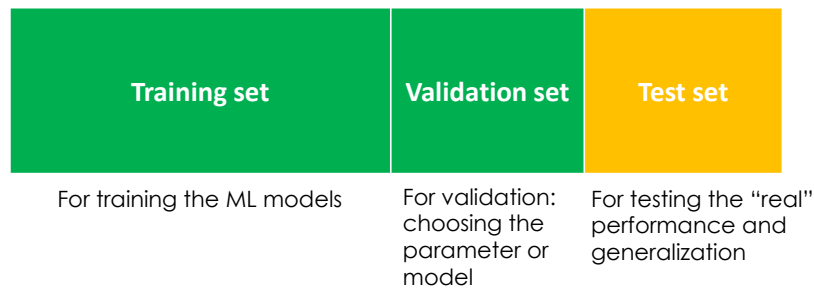 Training set
Validation set
Test set
For training the ML models
For validation:
choosing the
parameter or
model
For testing the “real”
performance and
generalization